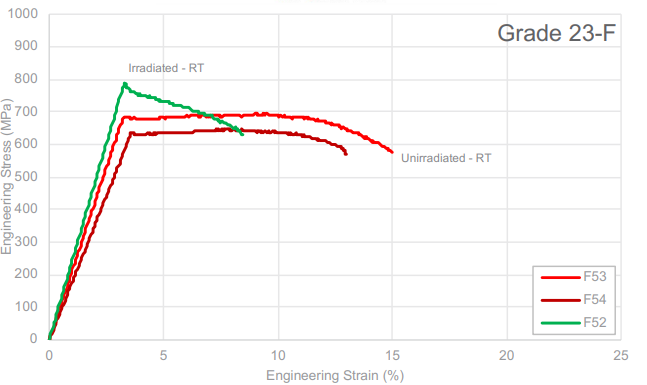 Grade 23-F
1000
900
800
700
600
500
400
300
200
100
0
Engineering Stress (MPa)
Irradiated - RT
Unirradiated - RT
F53
F54
F52
0 5 10 15 20 25
Engineering Strain (%)